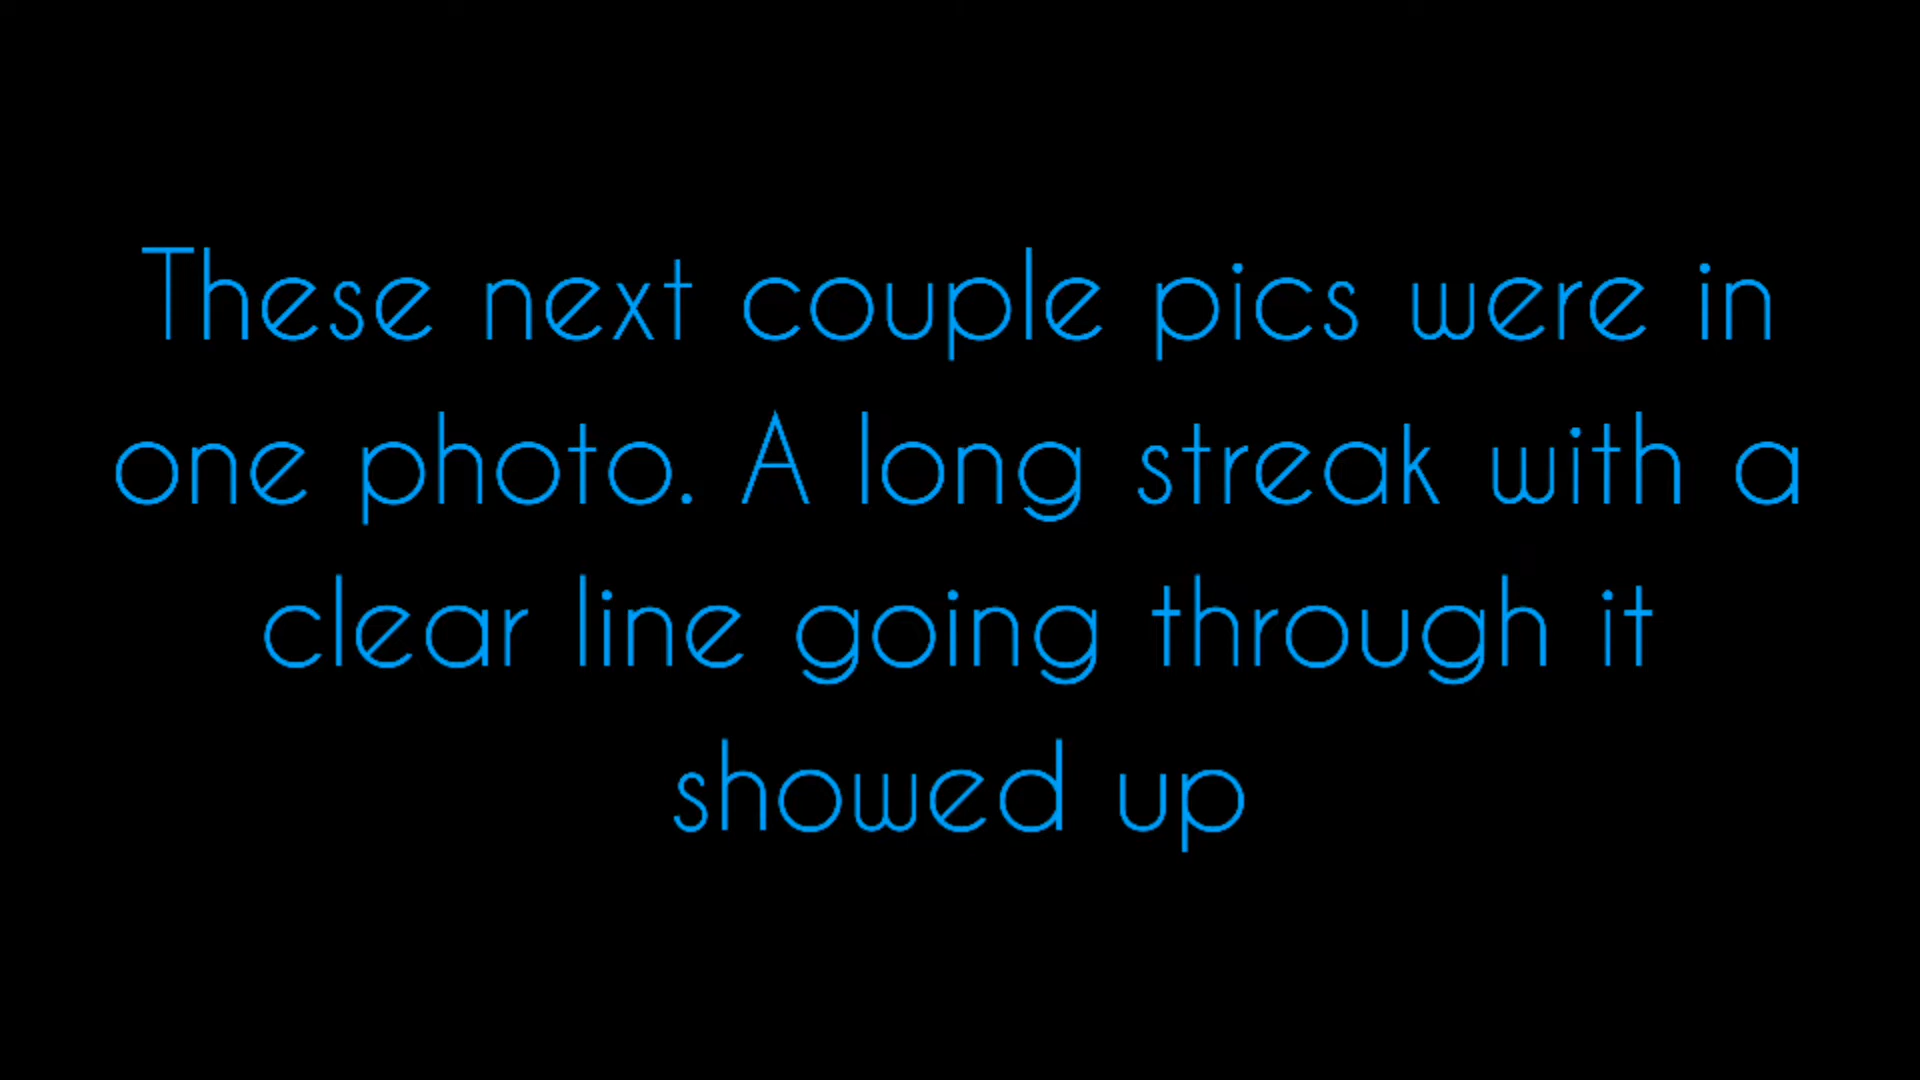 These next couple pics were in
one photo. A long streak with a
clear line going through it
showed up